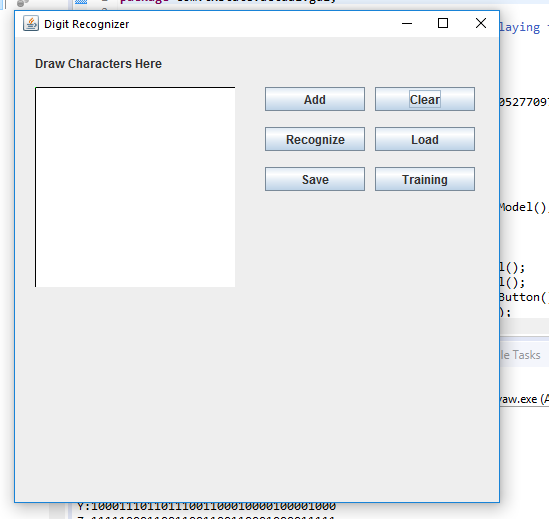 package
Digit Recognizer
laying
Draw Characters Here
Add
Clear
05277097
Recognize
Load
Save
Training
Model();
l();
l();
Button()
);
le Tasks
aw.exe (A
Y:10001110110111001100010000100001000